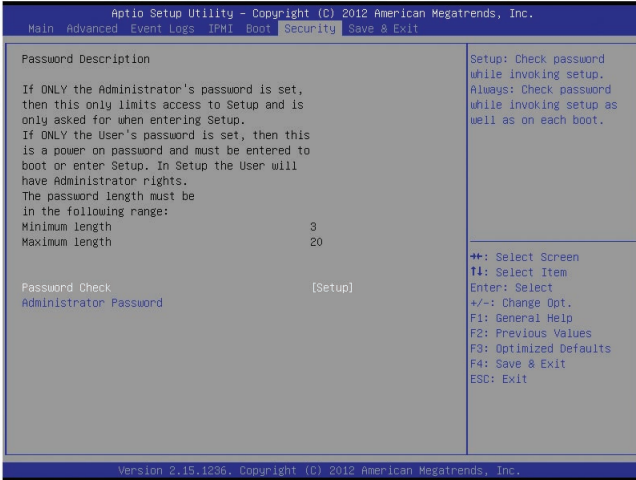 Aptio Setup Utility – Copyright (C) 2012 American Megatrends, Inc.
Main Advanced Event Logs IPMI Boot Security Save & Exit
Password Description
If ONLY the Administrator's password is set,
then this only limits access to Setup and is
only asked for when entering Setup.
If ONLY the User's password is set, then this
is a power on password and must be entered to
boot or enter Setup. In Setup the User will
have Administrator rights.
The password length must be
in the following range:
Minimum length 3
Maximum length 20
Password Check [Setup]
Administrator Password
Setup: Check password
while invoking setup.
Always: Check password
while invoking setup as
well as on each boot.
→←: Select Screen
↑↓: Select Item
Enter: Select
+/-: Change Opt.
F1: General Help
F2: Previous Values
F3: Optimized Defaults
F4: Save & Exit
ESC: Exit
Version 2.15.1236. Copyright (C) 2012 American Megatrends, Inc.